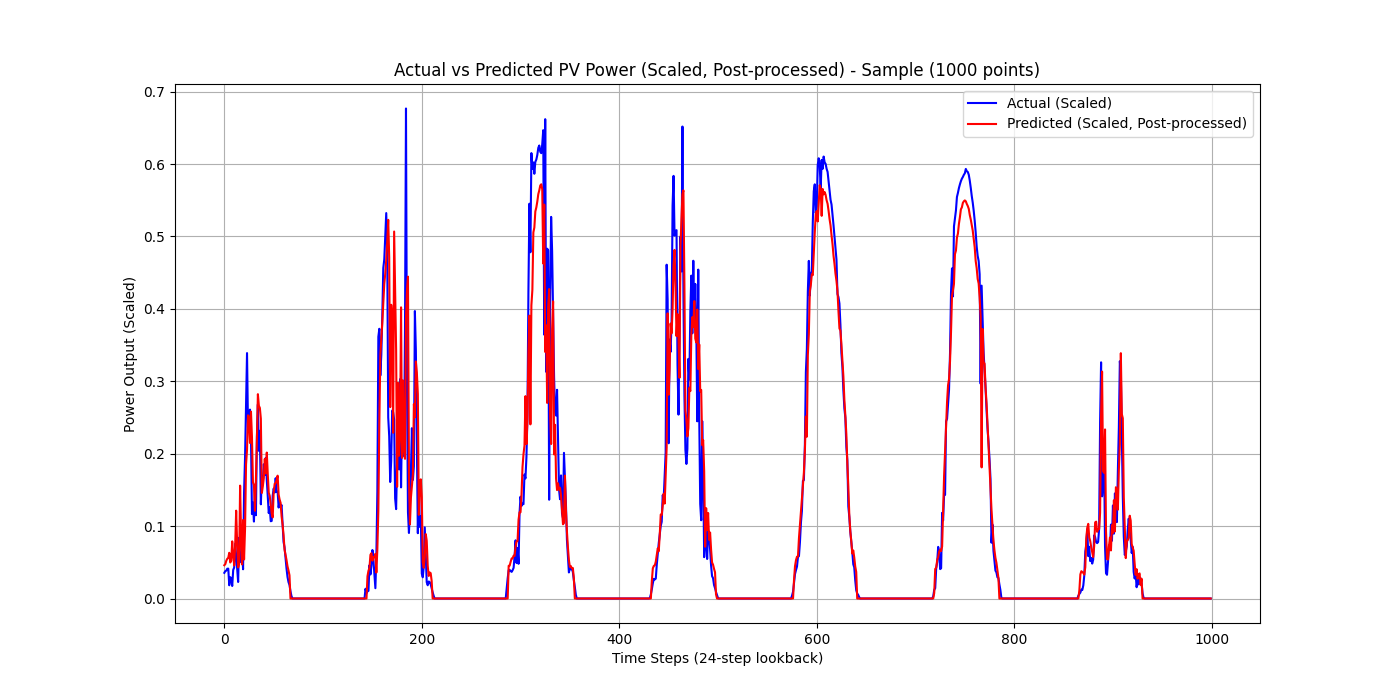 Actual vs Predicted PV Power (Scaled, Post-processed) - Sample (1000 points)
Actual (Scaled)
Predicted (Scaled, Post-processed)
Power Output (Scaled)
0.7
0.6
0.5
0.4
0.3
0.2
0.1
0.0
0 200 400 600 800 1000
Time Steps (24-step lookback)